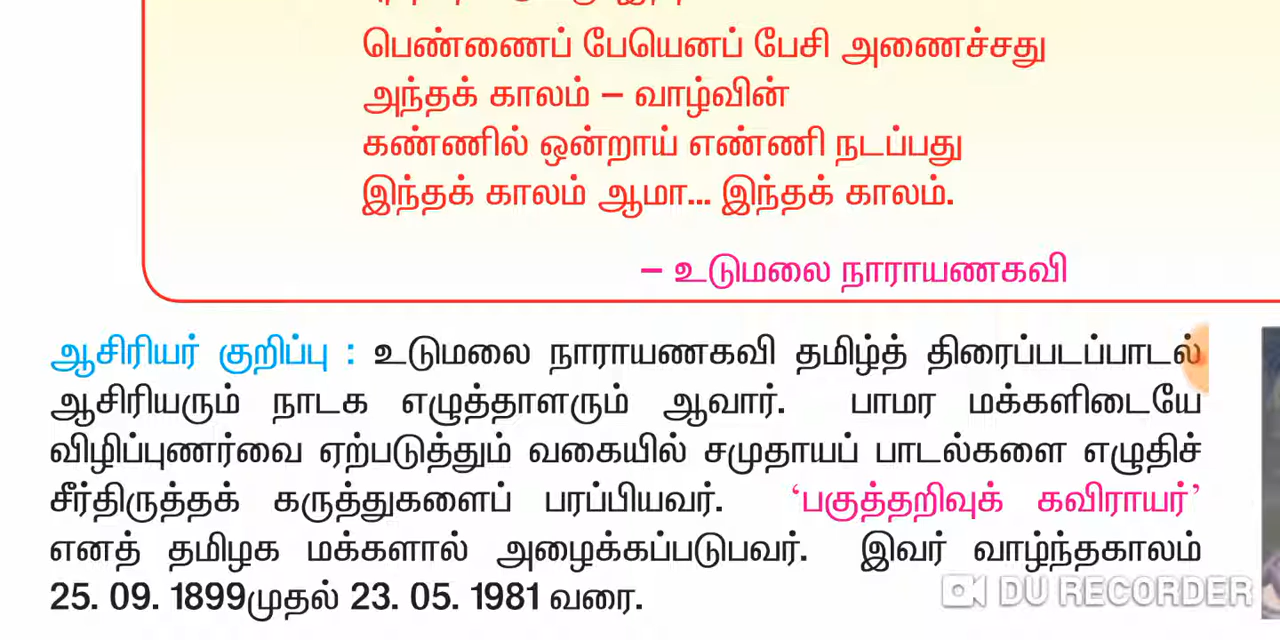 பெண்ணைப் பேயெனப் பேசி அணைச்சது
அந்தக் காலம் – வாழ்வின்
கண்ணில் ஒன்றாய் எண்ணி நடப்பது
இந்தக் காலம் ஆமா... இந்தக் காலம்.
– உடுமலை நாராயணகவி
ஆசிரியர் குறிப்பு : உடுமலை நாராயணகவி தமிழ்த் திரைப்படப்பாடல்
ஆசிரியரும் நாடக எழுத்தாளரும் ஆவார். பாமர மக்களிடையே
விழிப்புணர்வை ஏற்படுத்தும் வகையில் சமுதாயப் பாடல்களை எழுதிச்
சீர்திருத்தக் கருத்துகளைப் பரப்பியவர். ‘பகுத்தறிவுக் கவிராயர்’
எனத் தமிழக மக்களால் அழைக்கப்படுபவர். இவர் வாழ்ந்தகாலம்
25. 09. 1899முதல் 23. 05. 1981 வரை.
DU RECORDER